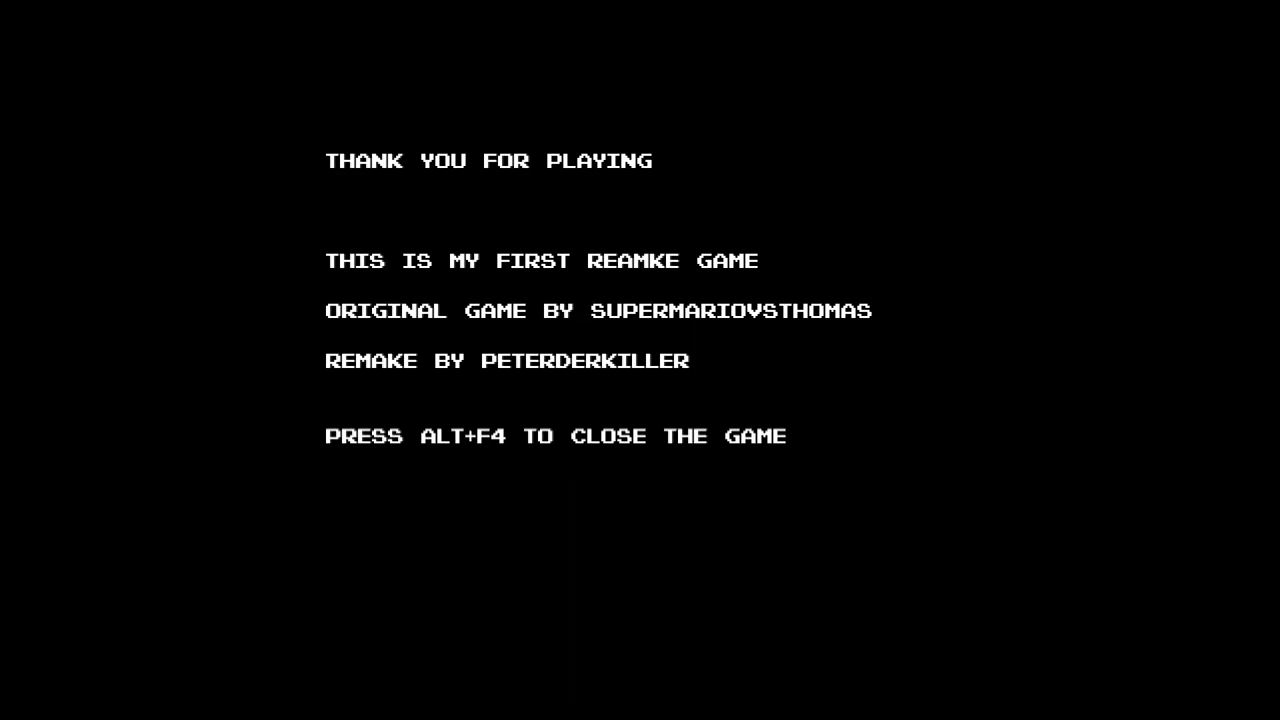 THANK YOU FOR PLAYING
THIS IS MY FIRST REAMKE GAME
ORIGINAL GAME BY SUPERMARIOVSTHOMAS
REMAKE BY PETERDERKILLER
PRESS ALT+F4 TO CLOSE THE GAME